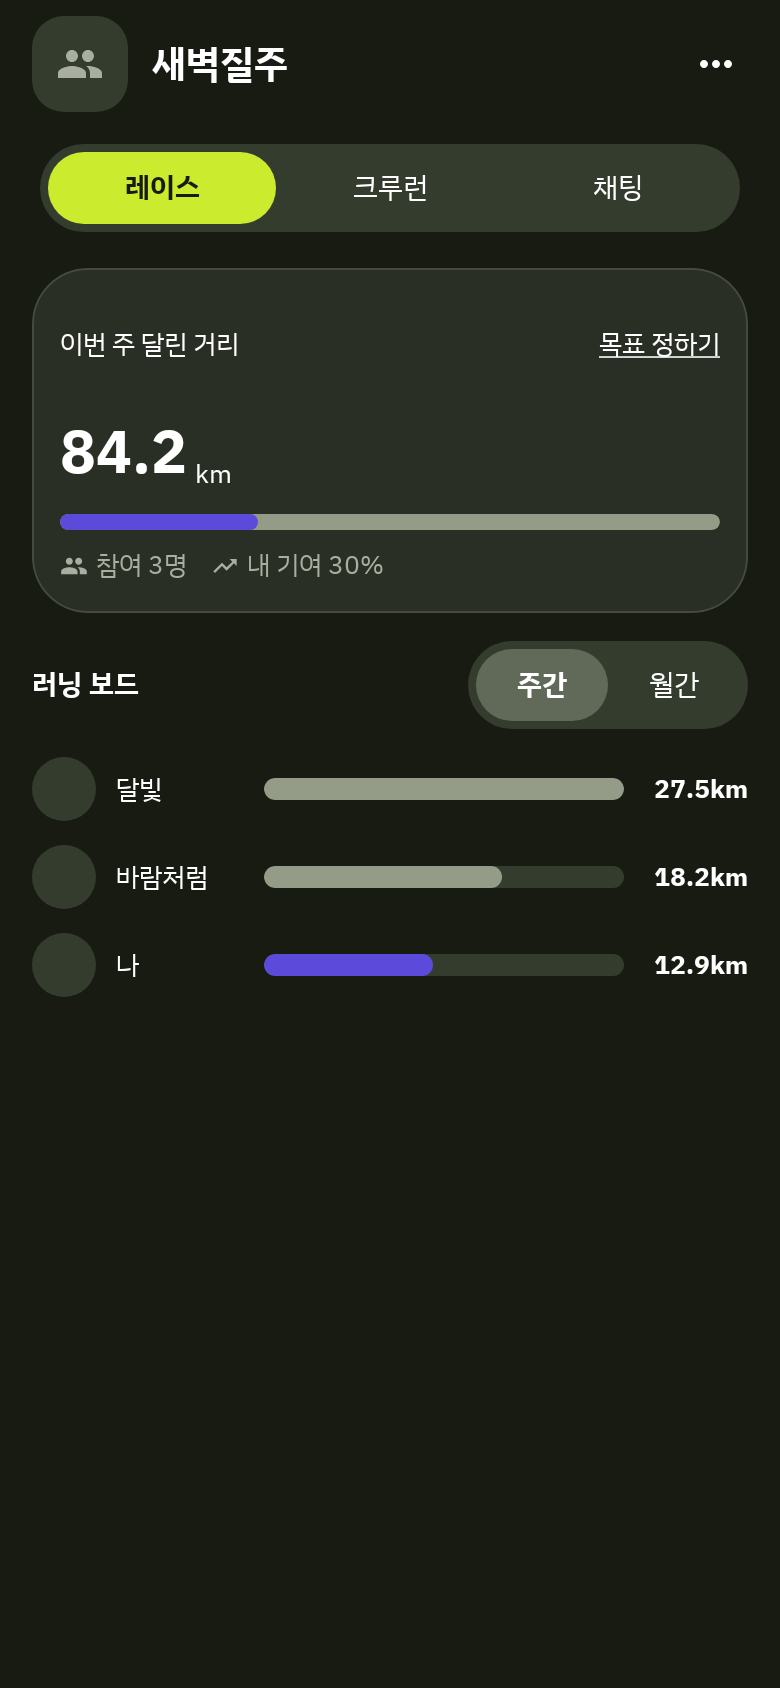 새벽질주
레이스 크루런 채팅
이번 주 달린 거리 목표 정하기
84.2 km
참여 3명 내 기여 30%
러닝 보드 주간 월간
달빛 27.5km
바람처럼 18.2km
나 12.9km